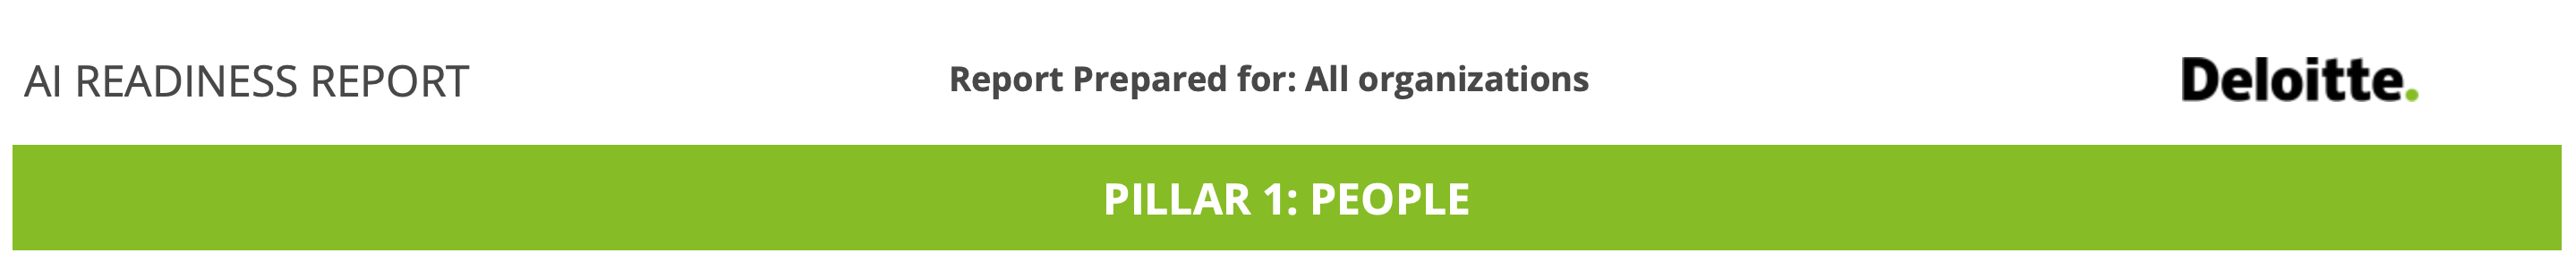 AI READINESS REPORT
Report Prepared for: All organizations
Deloitte.
PILLAR 1: PEOPLE